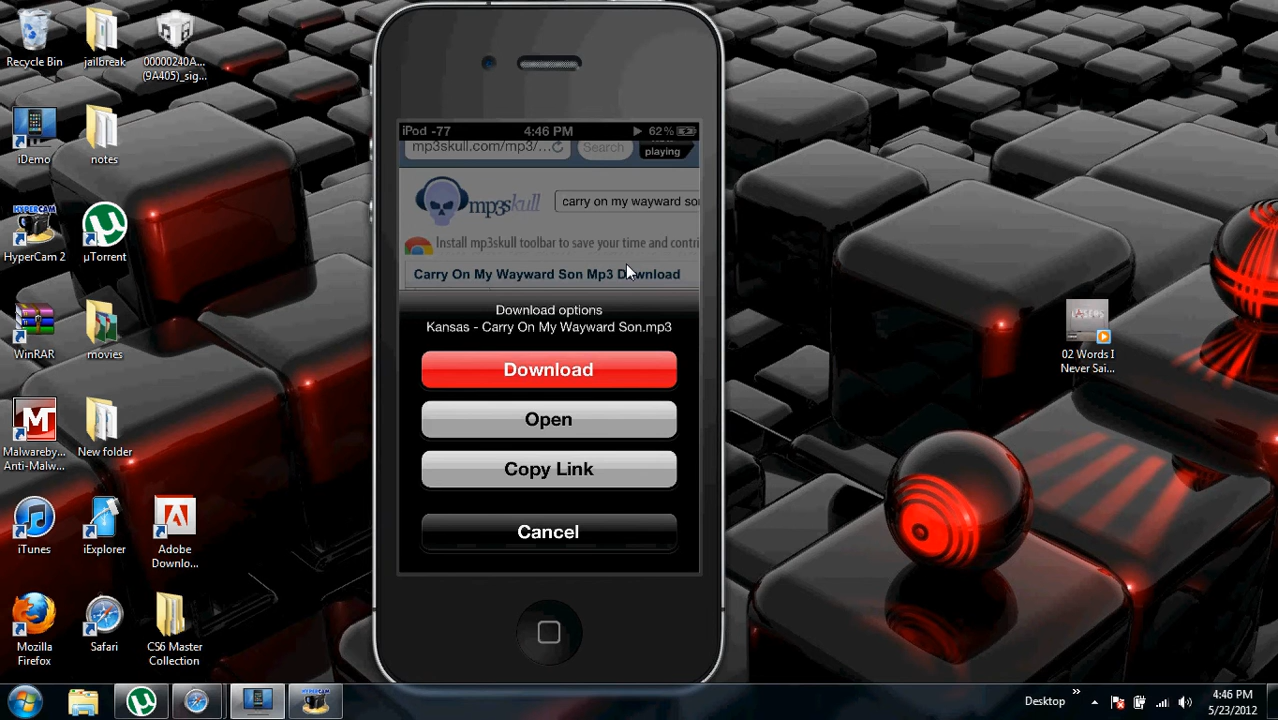 Recycle Bin
jailbreak
00000240A...
(9A405)_sig...
iDemo
notes
HyperCam 2
µTorrent
WinRAR
movies
Malwareby...
Anti-Malw...
New folder
iTunes
iExplorer
Adobe
Downlo...
Mozilla
Firefox
Safari
CS6 Master
Collection
iPod -77
4:46 PM
62%
mp3skull.com/mp3/...
Search
playing
mp3skull
carry on my wayward so
Install mp3skull toolbar to save your time and contri
Carry On My Wayward Son Mp3 Download
Download options
Kansas - Carry On My Wayward Son.mp3
Download
Open
Copy Link
Cancel
02 Words I
Never Sai...
Desktop
4:46 PM
5/23/2012